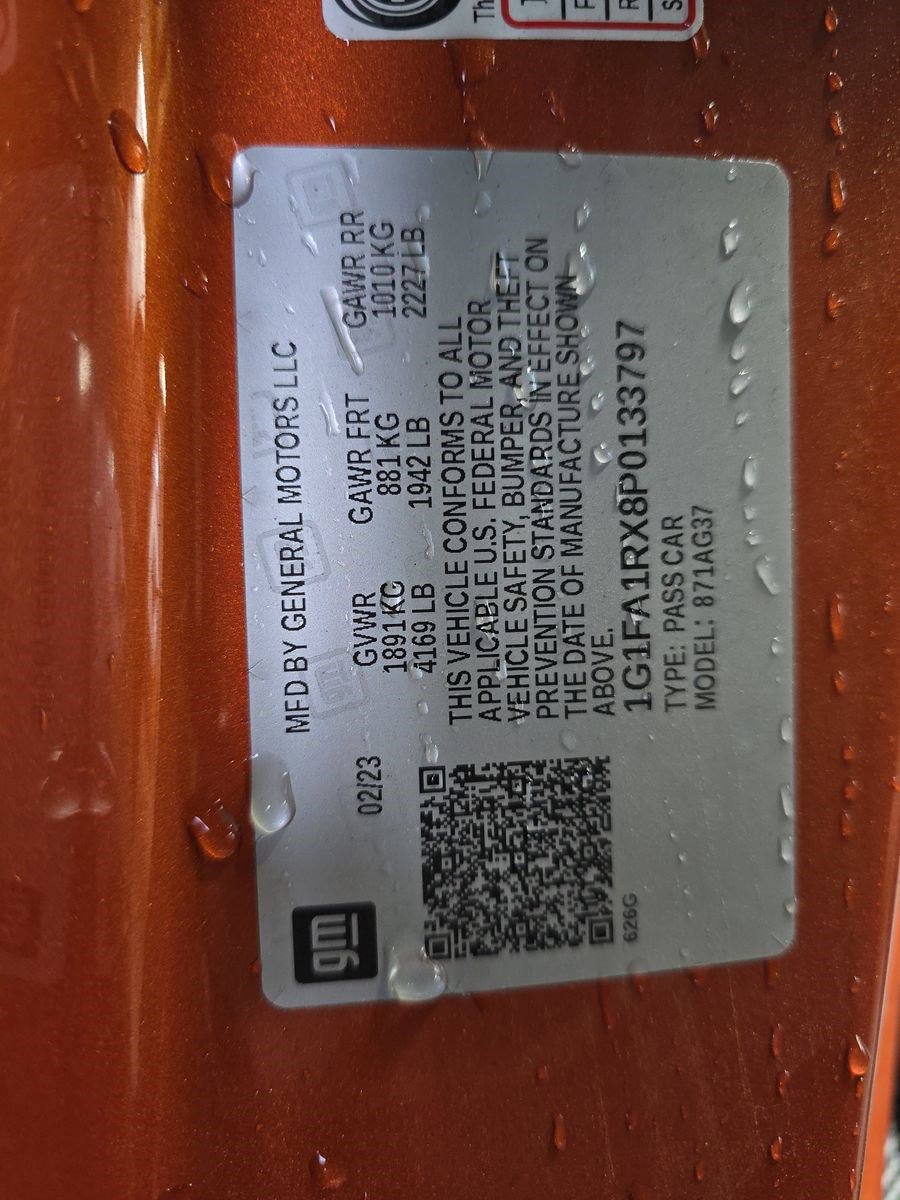 gm
MFD BY GENERAL MOTORS LLC
02/23
GVWR GAWR FRT GAWR RR
1891 KG 881 KG 1010 KG
4169 LB 1942 LB 2227 LB
THIS VEHICLE CONFORMS TO ALL
APPLICABLE U.S. FEDERAL MOTOR
VEHICLE SAFETY, BUMPER, AND THEFT
PREVENTION STANDARDS IN EFFECT ON
THE DATE OF MANUFACTURE SHOWN
ABOVE.
1G1FA1RX8P0133797
TYPE: PASS CAR
MODEL: 871AG37
626G
Th